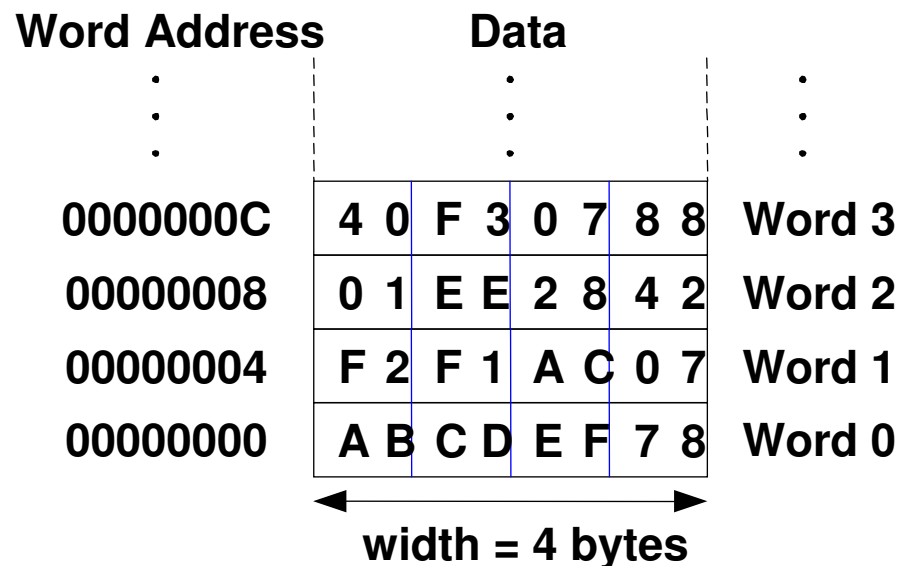 Word Address Data
0000000C 4 0 F 3 0 7 8 8 Word 3
00000008 0 1 E E 2 8 4 2 Word 2
00000004 F 2 F 1 A C 0 7 Word 1
00000000 A B C D E F 7 8 Word 0
width = 4 bytes